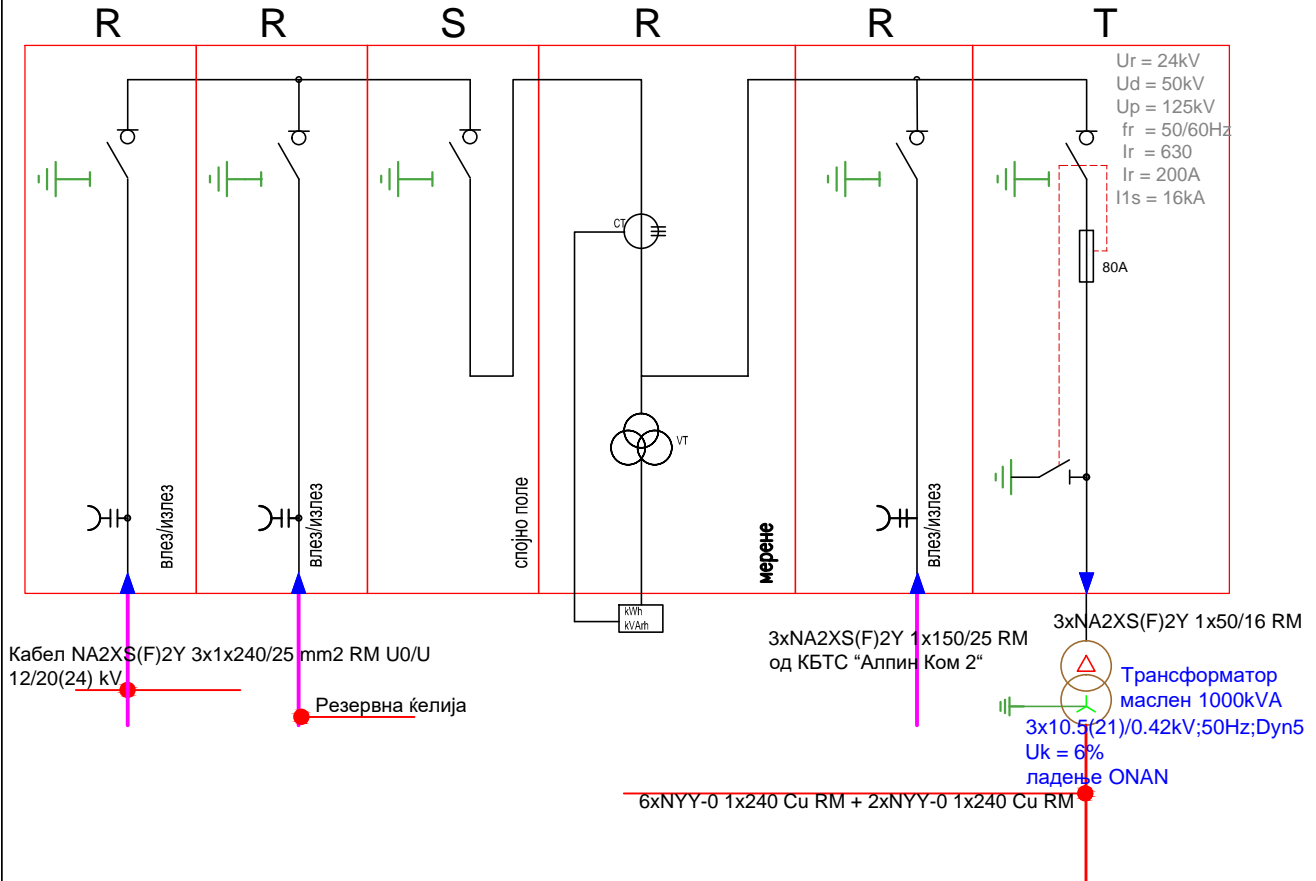 R R S R R T
Ur = 24kV
Ud = 50kV
Up = 125kV
fr = 50/60Hz
Ir = 630
Ir = 200A
I1s = 16kA
CT
80A
VT
влез/излез
влез/излез
спојно поле
мерене
влез/излез
kWh
kVArh
Кабел NA2XS(F)2Y 3x1x240/25 mm2 RM U0/U
12/20(24) kV
Резервна ќелија
3xNA2XS(F)2Y 1x150/25 RM
од КБТС “Алпин Ком 2“
3xNA2XS(F)2Y 1x50/16 RM
Трансформатор
маслен 1000kVA
3x10.5(21)/0.42kV;50Hz;Dyn5
Uk = 6%
ладење ONAN
6xNYY-0 1x240 Cu RM + 2xNYY-0 1x240 Cu RM